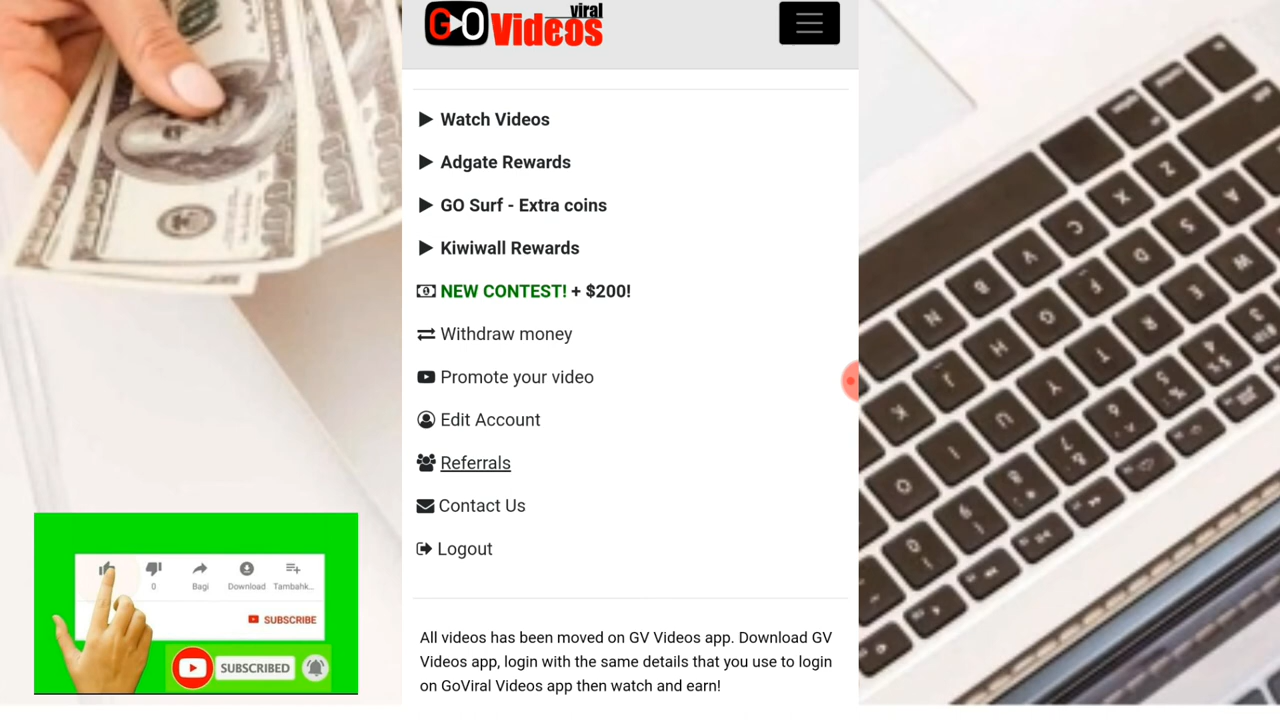 GO Videos
viral
Watch Videos
Adgate Rewards
GO Surf - Extra coins
Kiwiwall Rewards
NEW CONTEST! + $200!
Withdraw money
Promote your video
Edit Account
Referrals
Contact Us
Logout
0 Bagi Download Tambahk...
SUBSCRIBE
SUBSCRIBED
All videos has been moved on GV Videos app. Download GV
Videos app, login with the same details that you use to login
on GoViral Videos app then watch and earn!